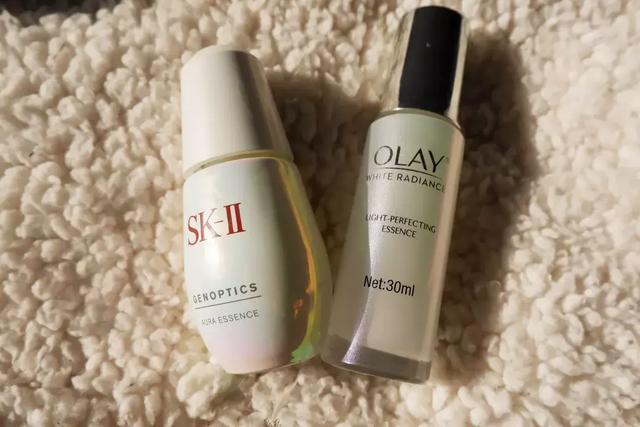 SK-II
GENOPTICS
AURA ESSENCE
OLAY®
WHITE RADIANCE
LIGHT-PERFECTING
ESSENCE
Net:30ml